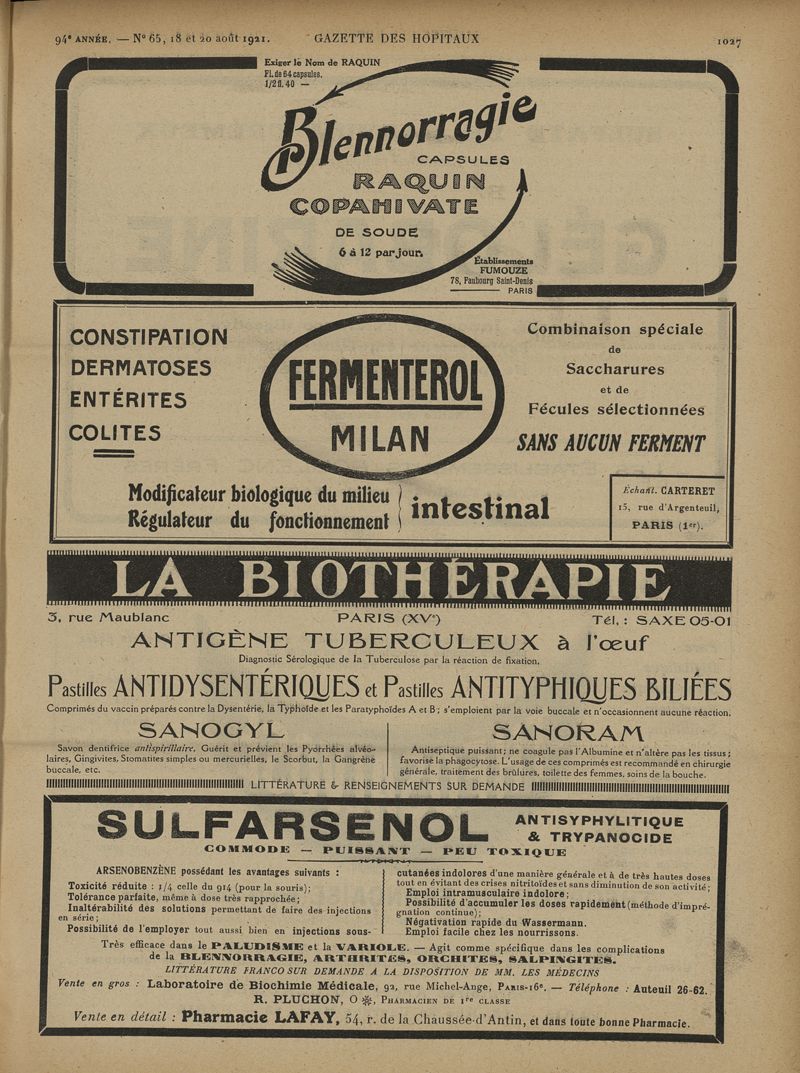 94e ANNÉE. — No 65, 18 et 20 août 1921.
GAZETTE DES HÔPITAUX
1027
Exiger le Nom de RAQUIN
Fl. de 64 capsules.
1/2 fl. 40 —
Blennorragie
CAPSULES
RAQUIN
COPAHIVATE
DE SOUDE
6 à 12 par jour.
Établissements
FUMOUZE
78, Faubourg Saint-Denis
PARIS
CONSTIPATION
DERMATOSES
ENTÉRITES
COLITES
FERMENTEROL
MILAN
Combinaison spéciale
de
Saccharures
et de
Fécules sélectionnées
SANS AUCUN FERMENT
Modificateur biologique du milieu
Régulateur du fonctionnement
intestinal
Échant. CARTERET
15, rue d'Argenteuil,
PARIS (1er).
LA BIOTHÉRAPIE
3, rue Maublanc PARIS (XVe) Tél. : SAXE 05-01
ANTIGÈNE TUBERCULEUX à l'œuf
Diagnostic Sérologique de la Tuberculose par la réaction de fixation.
Pastilles ANTIDYSENTÉRIQUES et Pastilles ANTITYPHIQUES BILIÉES
Comprimés du vaccin préparés contre la Dysentérie, la Typhoïde et les Paratyphoïdes A et B ; s'emploient par la voie buccale et n'occasionnent aucune réaction.
SANOGYL
Savon dentifrice antispirillaire. Guérit et prévient les Pyorrhées alvéo-
laires, Gingivites, Stomatites simples ou mercurielles, le Scorbut, la Gangrène
buccale, etc.
SANORAM
Antiseptique puissant ; ne coagule pas l'Albumine et n'altère pas les tissus ;
favorise la phagocytose. L'usage de ces comprimés est recommandé en chirurgie
générale, traitement des brûlures, toilette des femmes, soins de la bouche.
LITTÉRATURE & RENSEIGNEMENTS SUR DEMANDE
SULFARSENOL
ANTISYPHYLITIQUE
& TRYPANOCIDE
COMMODE — PUISSANT — PEU TOXIQUE
ARSENOBENZÈNE possédant les avantages suivants :
Toxicité réduite : 1/4 celle du 914 (pour la souris) ;
Tolérance parfaite, même à dose très rapprochée ;
Inaltérabilité des solutions permettant de faire des injections
en série ;
Possibilité de l'employer tout aussi bien en injections sous-
cutanées indolores d'une manière générale et à de très hautes doses
tout en évitant des crises nitritoïdes et sans diminution de son activité ;
Emploi intramusculaire indolore ;
Possibilité d'accumuler les doses rapidement (méthode d'impré-
gnation continue) ;
Négativation rapide du Wassermann.
Emploi facile chez les nourrissons.
Très efficace dans le PALUDISME et la VARIOLE. — Agit comme spécifique dans les complications
de la BLENNORRAGIE, ARTHRITES, ORCHITES, SALPINGITES.
LITTÉRATURE FRANCO SUR DEMANDE A LA DISPOSITION DE MM. LES MÉDECINS
Vente en gros : Laboratoire de Biochimie Médicale, 92, rue Michel-Ange, PARIS-16e. — Téléphone : Auteuil 26-62.
R. PLUCHON, O ✻, PHARMACIEN DE 1re CLASSE
Vente en détail : Pharmacie LAFAY, 54, r. de la Chaussée-d'Antin, et dans toute bonne Pharmacie.